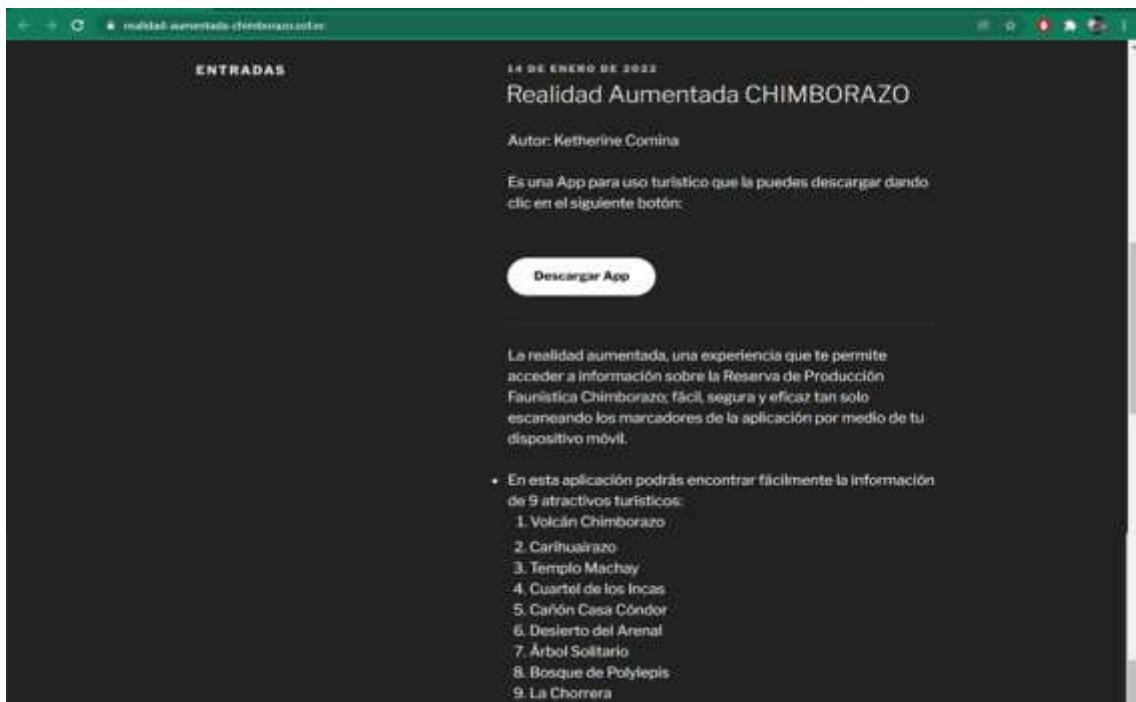 ENTRADAS
14 DE ENERO DE 2022
Realidad Aumentada CHIMBORAZO
Autor: Ketherine Comina
Es una App para uso turístico que la puedes descargar dando
clic en el siguiente botón:
Descargar App
La realidad aumentada, una experiencia que te permite
acceder a información sobre la Reserva de Producción
Faunística Chimborazo; fácil, segura y eficaz tan solo
escaneando los marcadores de la aplicación por medio de tu
dispositivo móvil.
• En esta aplicación podrás encontrar fácilmente la información
de 9 atractivos turísticos:
1. Volcán Chimborazo
2. Carihuairazo
3. Templo Machay
4. Cuartel de los Incas
5. Cañón Casa Cóndor
6. Desierto del Arenal
7. Árbol Solitario
8. Bosque de Polylepis
9. La Chorrera